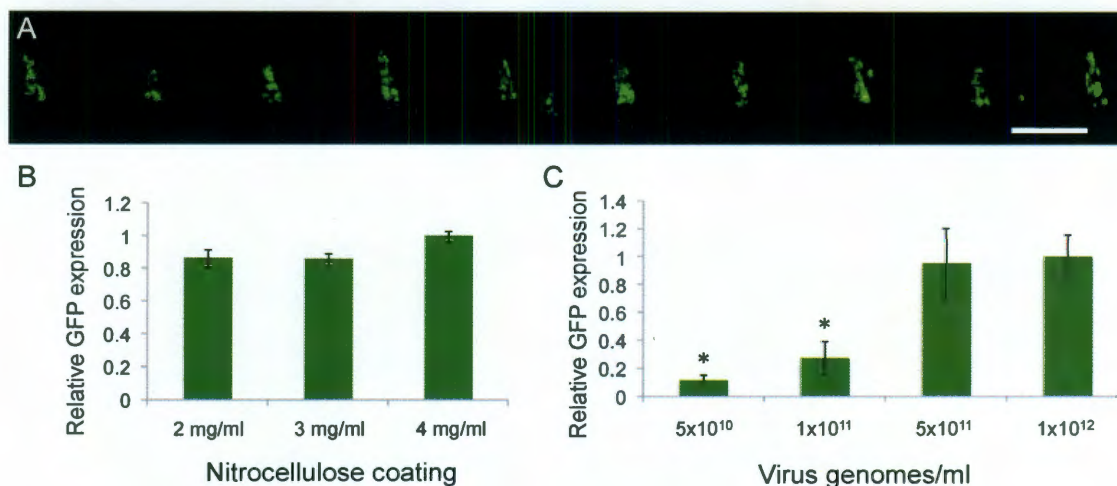 A
B
Relative GFP expression
1.2
1
0.8
0.6
0.4
0.2
0
2 mg/ml 3 mg/ml 4 mg/ml
Nitrocellulose coating
C
Relative GFP expression
1.4
1.2
1
0.8
0.6
0.4
0.2
0
* *
5x10¹⁰ 1x10¹¹ 5x10¹¹ 1x10¹²
Virus genomes/ml